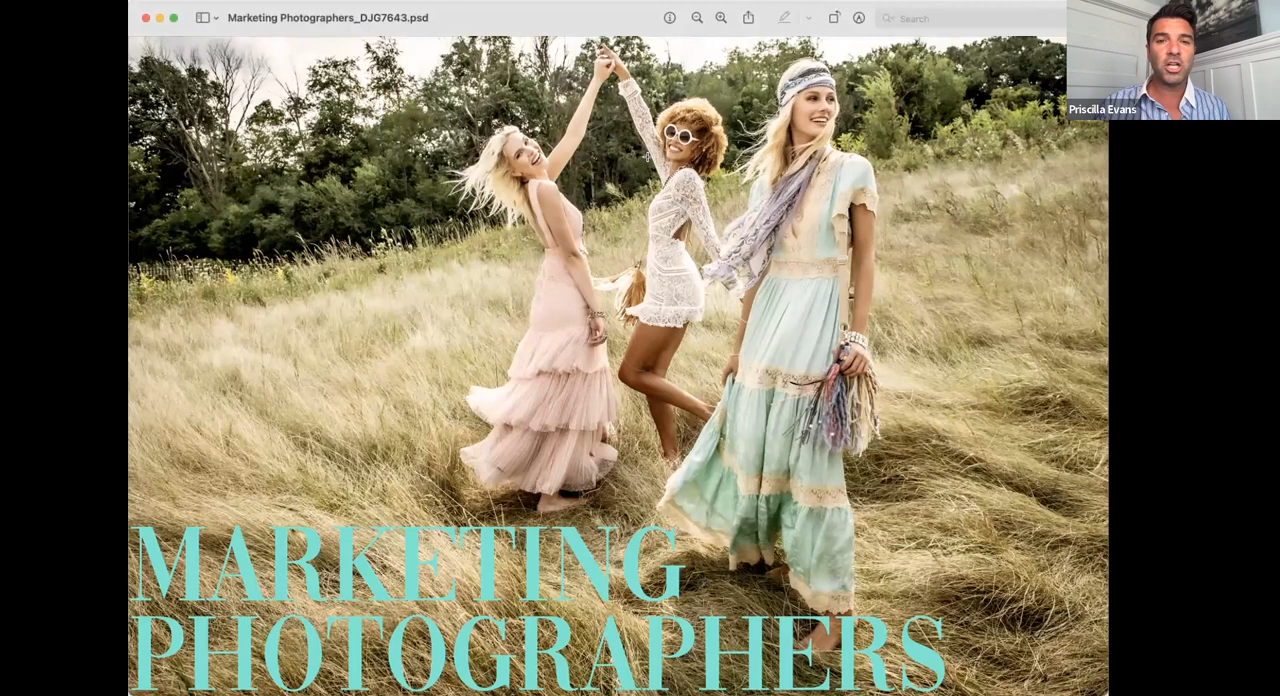 Marketing Photographers_DJG7643.psd
Search
Priscilla Evans
MARKETING
PHOTOGRAPHERS